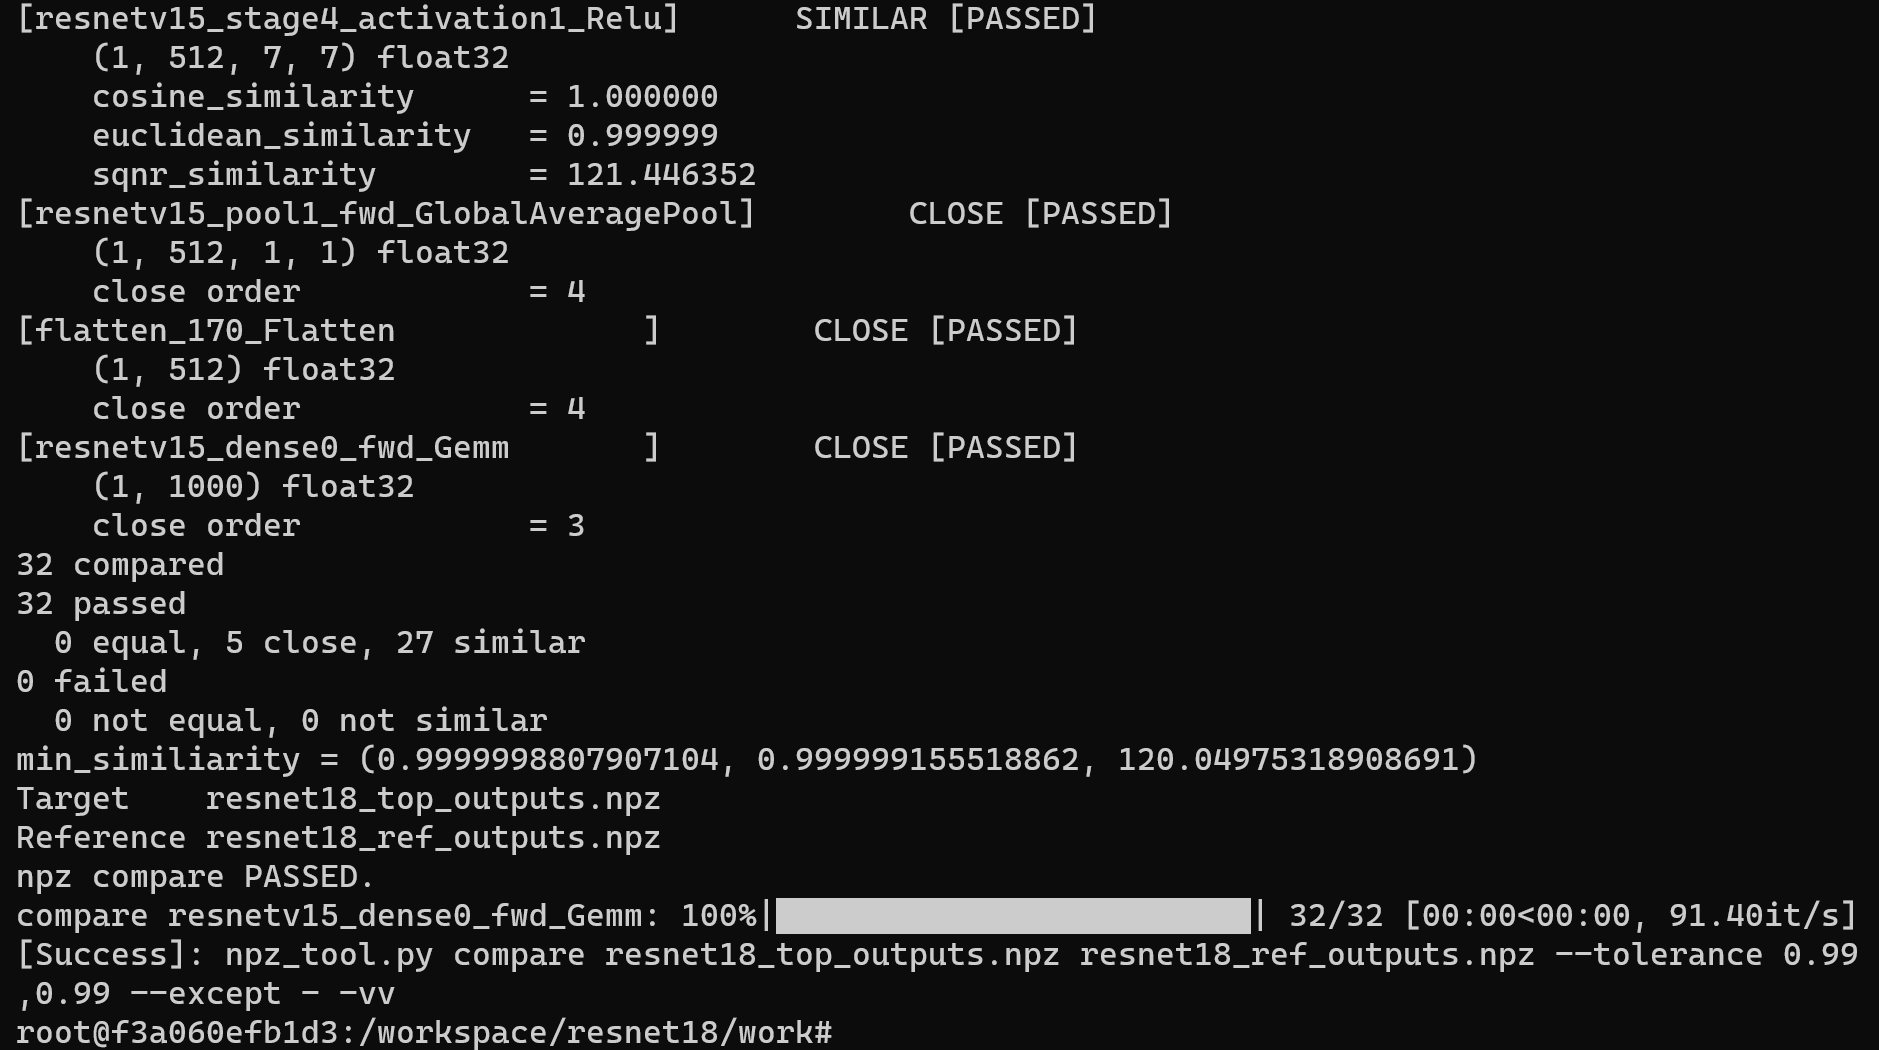 [resnetv15_stage4_activation1_Relu]      SIMILAR [PASSED]
    (1, 512, 7, 7) float32
    cosine_similarity      = 1.000000
    euclidean_similarity   = 0.999999
    sqnr_similarity        = 121.446352
[resnetv15_pool1_fwd_GlobalAveragePool]        CLOSE [PASSED]
    (1, 512, 1, 1) float32
    close order            = 4
[flatten_170_Flatten             ]        CLOSE [PASSED]
    (1, 512) float32
    close order            = 4
[resnetv15_dense0_fwd_Gemm       ]        CLOSE [PASSED]
    (1, 1000) float32
    close order            = 3
32 compared
32 passed
  0 equal, 5 close, 27 similar
0 failed
  0 not equal, 0 not similar
min_similiarity = (0.9999998807907104, 0.999999155518862, 120.04975318908691)
Target    resnet18_top_outputs.npz
Reference resnet18_ref_outputs.npz
npz compare PASSED.
compare resnetv15_dense0_fwd_Gemm: 100%|█████████████████████████| 32/32 [00:00<00:00, 91.40it/s]
[Success]: npz_tool.py compare resnet18_top_outputs.npz resnet18_ref_outputs.npz --tolerance 0.99
,0.99 --except - -vv
root@f3a060efb1d3:/workspace/resnet18/work#